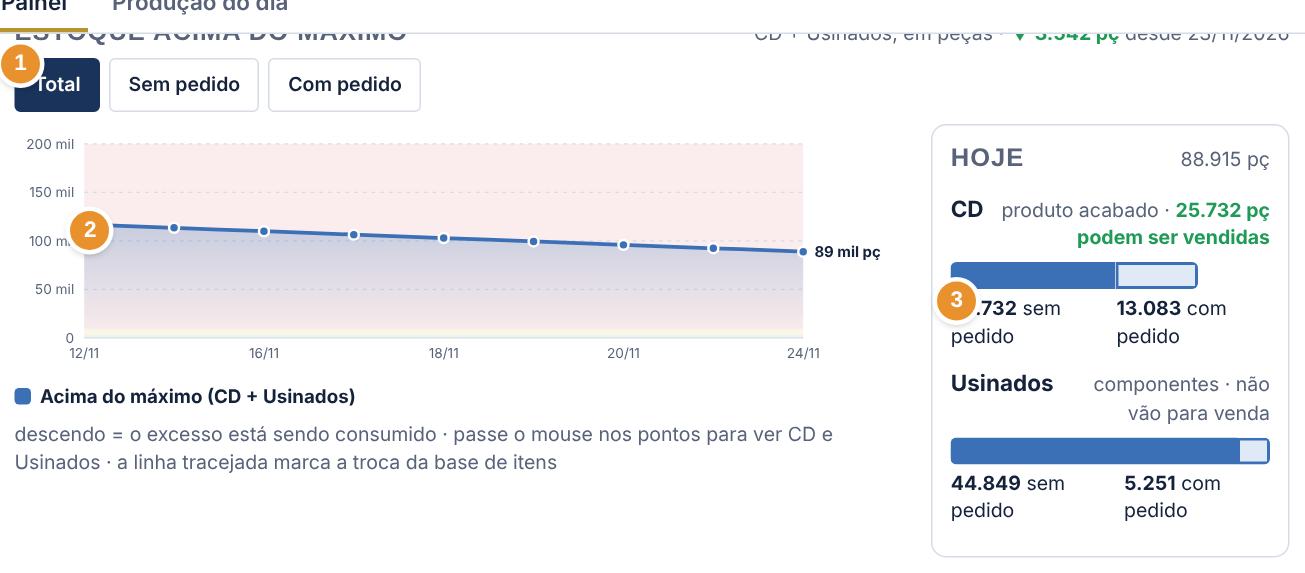 Painel
Produção do dia
ESTOQUE ACIMA DO MÁXIMO
CD + Usinados, em peças · ▼ 3.542 pç desde 23/11/2026
1
Total
Sem pedido
Com pedido
200 mil
150 mil
100 m
50 mil
0
2
89 mil pç
12/11
16/11
18/11
20/11
24/11
Acima do máximo (CD + Usinados)
descendo = o excesso está sendo consumido · passe o mouse nos pontos para ver CD e
Usinados · a linha tracejada marca a troca da base de itens
HOJE
88.915 pç
CD
produto acabado · 25.732 pç
podem ser vendidas
3
.732 sem
pedido
13.083 com
pedido
Usinados
componentes · não
vão para venda
44.849 sem
pedido
5.251 com
pedido